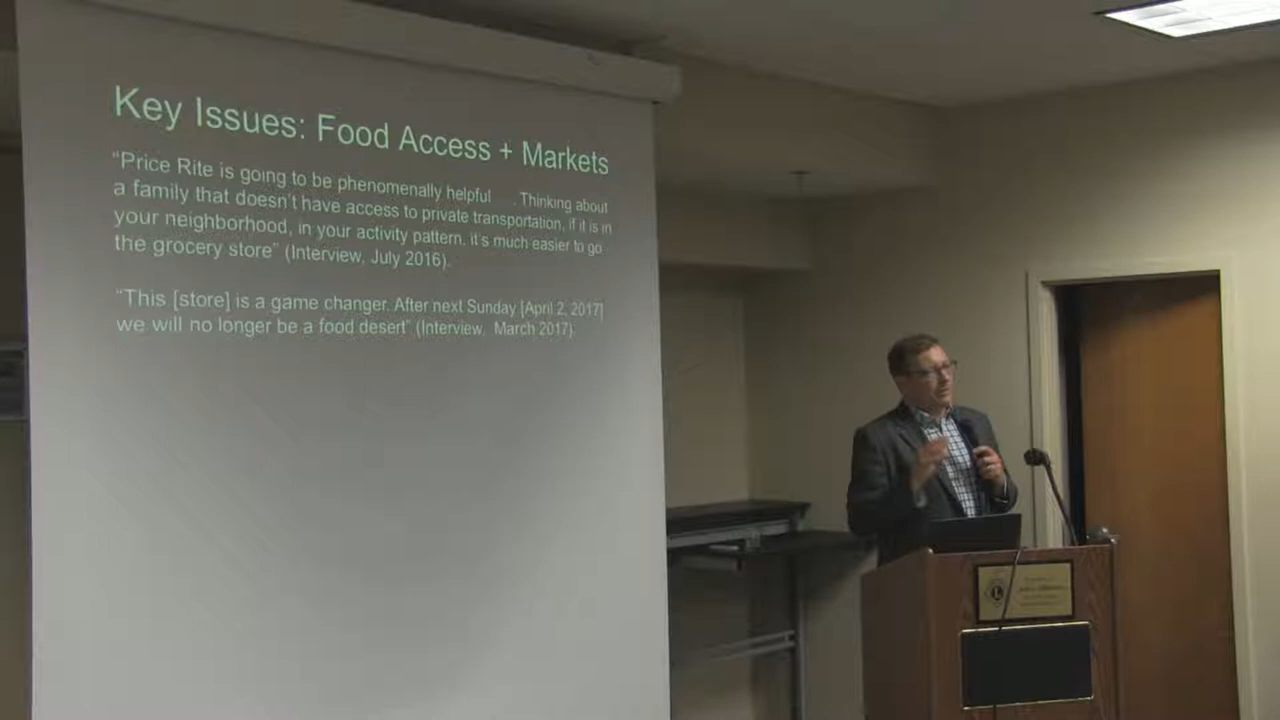 Key Issues: Food Access + Markets
“Price Rite is going to be phenomenally helpful . Thinking about
a family that doesn't have access to private transportation, if it is in
your neighborhood, in your activity pattern, it's much easier to go
the grocery store” (Interview, July 2016).
“This [store] is a game changer. After next Sunday [April 2, 2017]
we will no longer be a food desert” (Interview, March 2017).
L